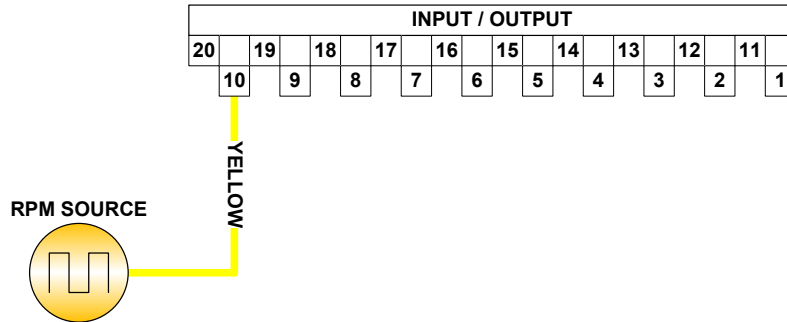 INPUT / OUTPUT
20 19 18 17 16 15 14 13 12 11
10 9 8 7 6 5 4 3 2 1
YELLOW
RPM SOURCE